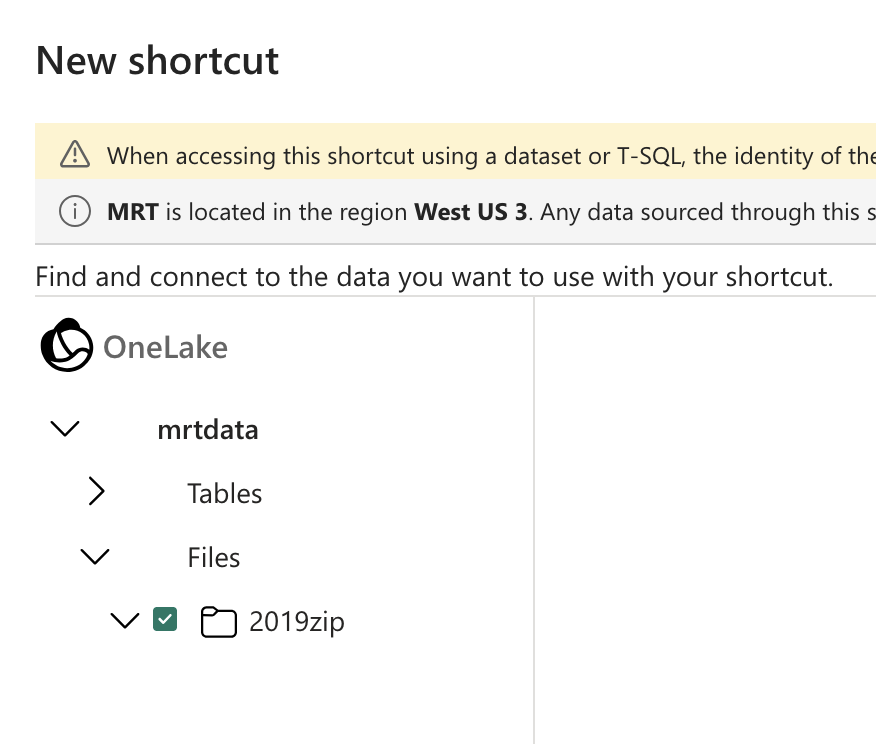 New shortcut
When accessing this shortcut using a dataset or T-SQL, the identity of the
MRT is located in the region West US 3. Any data sourced through this s
Find and connect to the data you want to use with your shortcut.
OneLake
mrtdata
Tables
Files
2019zip